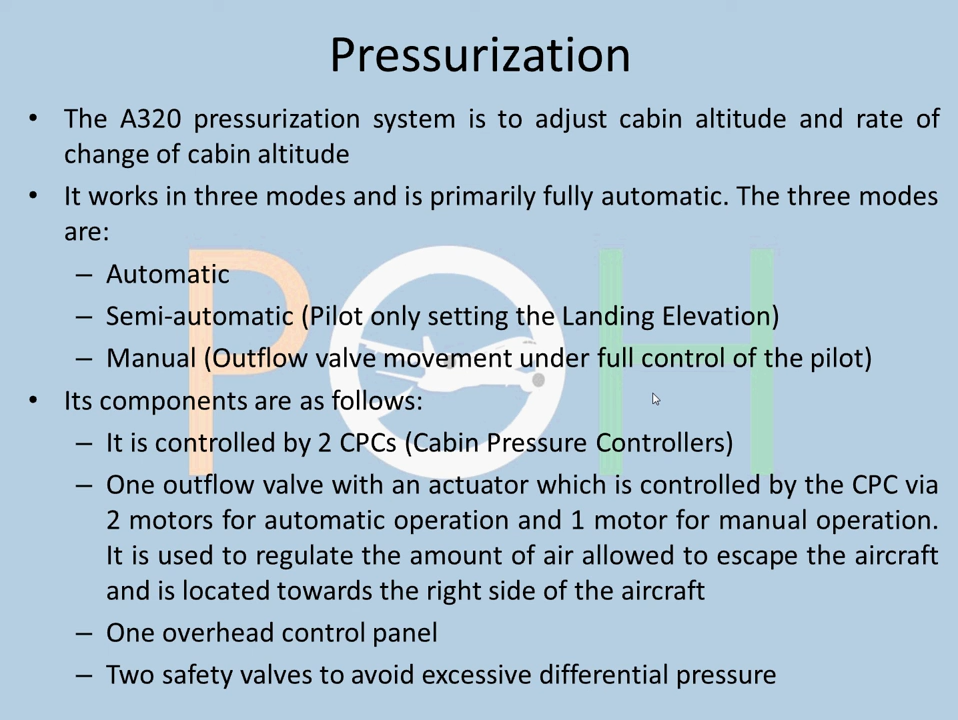 Pressurization
• The A320 pressurization system is to adjust cabin altitude and rate of
change of cabin altitude
• It works in three modes and is primarily fully automatic. The three modes
are:
– Automatic
– Semi-automatic (Pilot only setting the Landing Elevation)
– Manual (Outflow valve movement under full control of the pilot)
• Its components are as follows:
– It is controlled by 2 CPCs (Cabin Pressure Controllers)
– One outflow valve with an actuator which is controlled by the CPC via
2 motors for automatic operation and 1 motor for manual operation.
It is used to regulate the amount of air allowed to escape the aircraft
and is located towards the right side of the aircraft
– One overhead control panel
– Two safety valves to avoid excessive differential pressure
POH